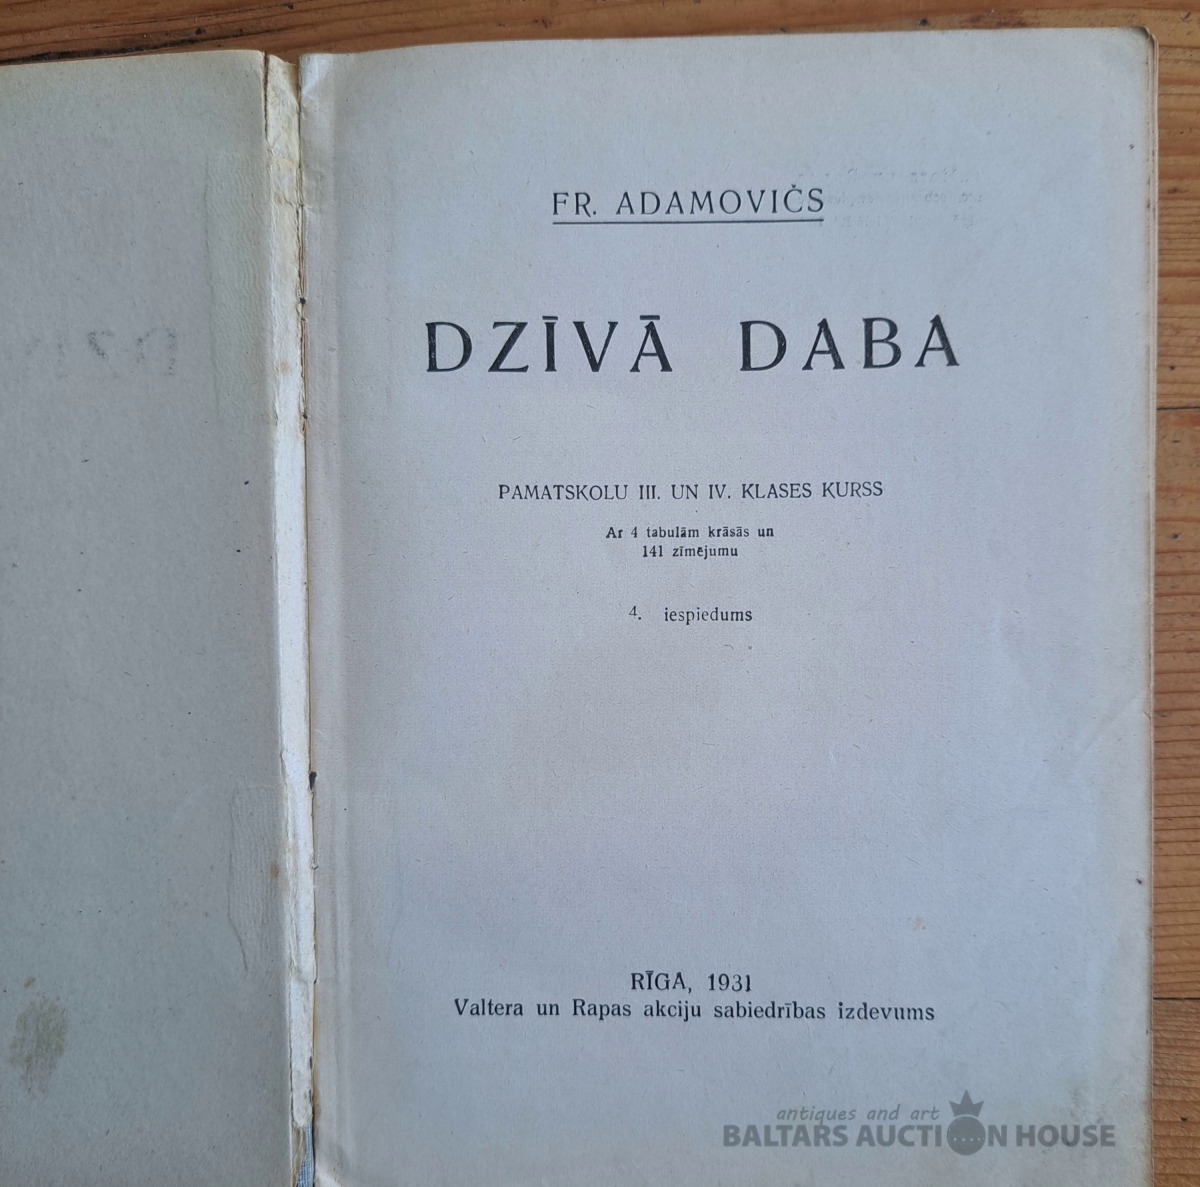 FR. ADAMOVIČS
DZĪVĀ DABA
PAMATSKOLU III. UN IV. KLASES KURSS
Ar 4 tabulām krāsās un
141 zīmējumu
4. iespiedums
RĪGA, 1931
Valtera un Rapas akciju sabiedrības izdevums
antiques and art
BALTARS AUCTION HOUSE